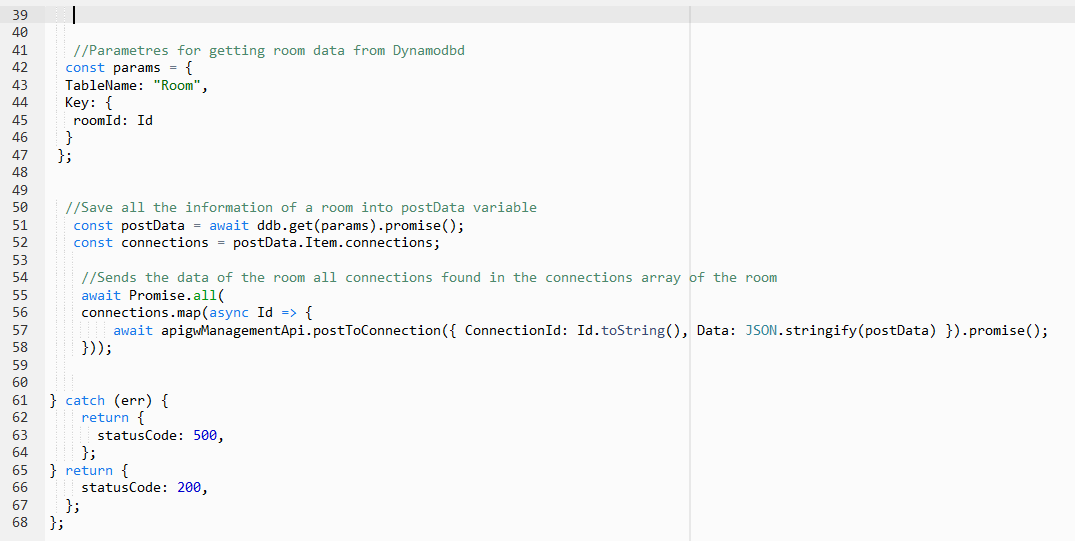 39
40
41 //Parametres for getting room data from Dynamodbd
42 const params = {
43 TableName: "Room",
44 Key: {
45 roomId: Id
46 }
47 };
48
49
50 //Save all the information of a room into postData variable
51 const postData = await ddb.get(params).promise();
52 const connections = postData.Item.connections;
53
54 //Sends the data of the room all connections found in the connections array of the room
55 await Promise.all(
56 connections.map(async Id => {
57 await apigwManagementApi.postToConnection({ ConnectionId: Id.toString(), Data: JSON.stringify(postData) }).promise();
58 }));
59
60
61 } catch (err) {
62 return {
63 statusCode: 500,
64 };
65 } return {
66 statusCode: 200,
67 };
68 };